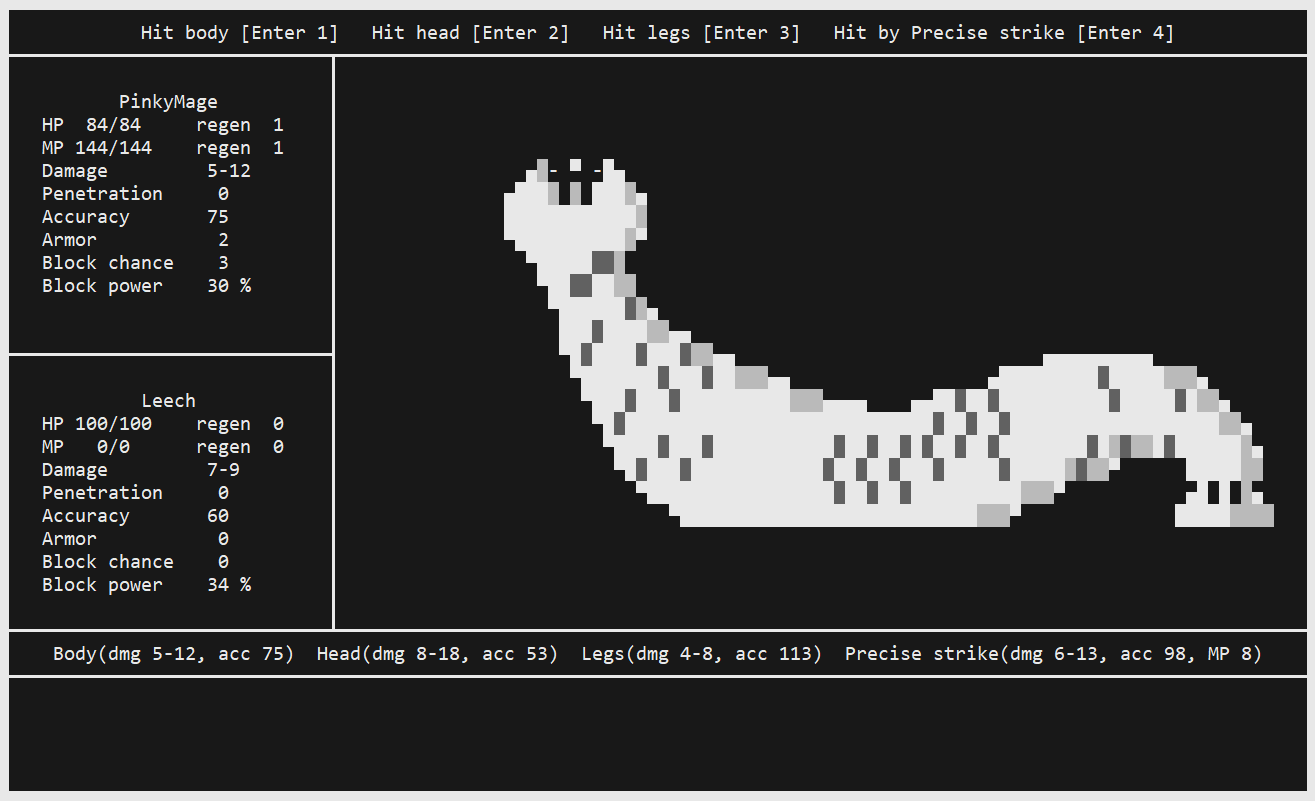 Hit body [Enter 1]   Hit head [Enter 2]   Hit legs [Enter 3]   Hit by Precise strike [Enter 4]
PinkyMage
HP  84/84     regen  1
MP 144/144    regen  1
Damage         5-12
Penetration     0
Accuracy       75
Armor           2
Block chance    3
Block power    30 %
Leech
HP 100/100    regen  0
MP   0/0      regen  0
Damage         7-9
Penetration     0
Accuracy       60
Armor           0
Block chance    0
Block power    34 %
Body(dmg 5-12, acc 75)  Head(dmg 8-18, acc 53)  Legs(dmg 4-8, acc 113)  Precise strike(dmg 6-13, acc 98, MP 8)